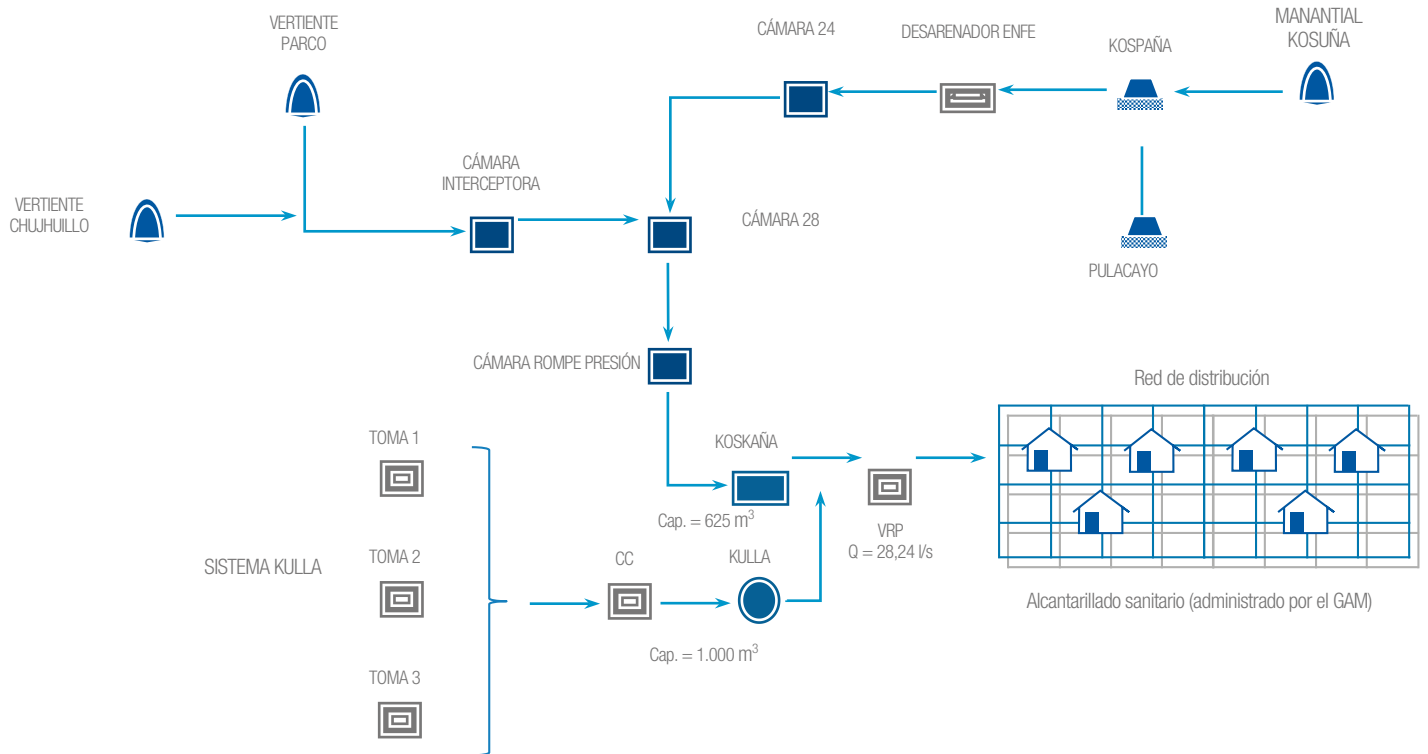 VERTIENTE
PARCO
CÁMARA 24
DESARENADOR ENFE
KOSPAÑA
MANANTIAL
KOSUÑA
VERTIENTE
CHUJHUILLO
CÁMARA
INTERCEPTORA
CÁMARA 28
PULACAYO
CÁMARA ROMPE PRESIÓN
Red de distribución
TOMA 1
KOSKAÑA
Cap. = 625 m³
VRP
Q = 28,24 l/s
SISTEMA KULLA
TOMA 2
CC
KULLA
Cap. = 1.000 m³
Alcantarillado sanitario (administrado por el GAM)
TOMA 3